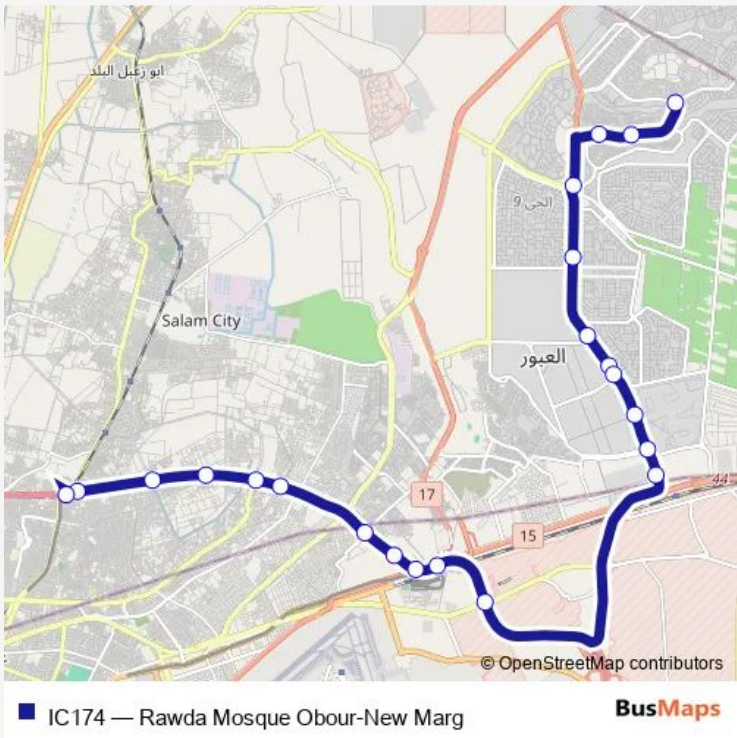 ابو زعبل البلد
الحي 9
Salam City
العبور
17
44
15
© OpenStreetMap contributors
IC174 — Rawda Mosque Obour-New Marg
BusMaps